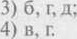 3) б, г, д;
4) в, г.